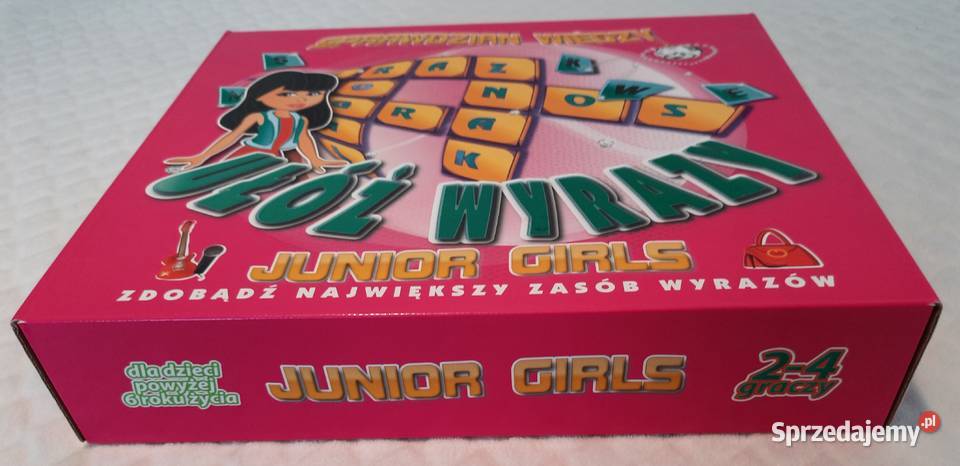 SPRAWDZIAN WIEDZY
UŁÓŻ WYRAZY
JUNIOR GIRLS
ZDOBĄDŹ NAJWIĘKSZY ZASÓB WYRAZÓW
dla dzieci
powyżej
6 roku życia
JUNIOR GIRLS
2-4
graczy
Sprzedajemy.pl